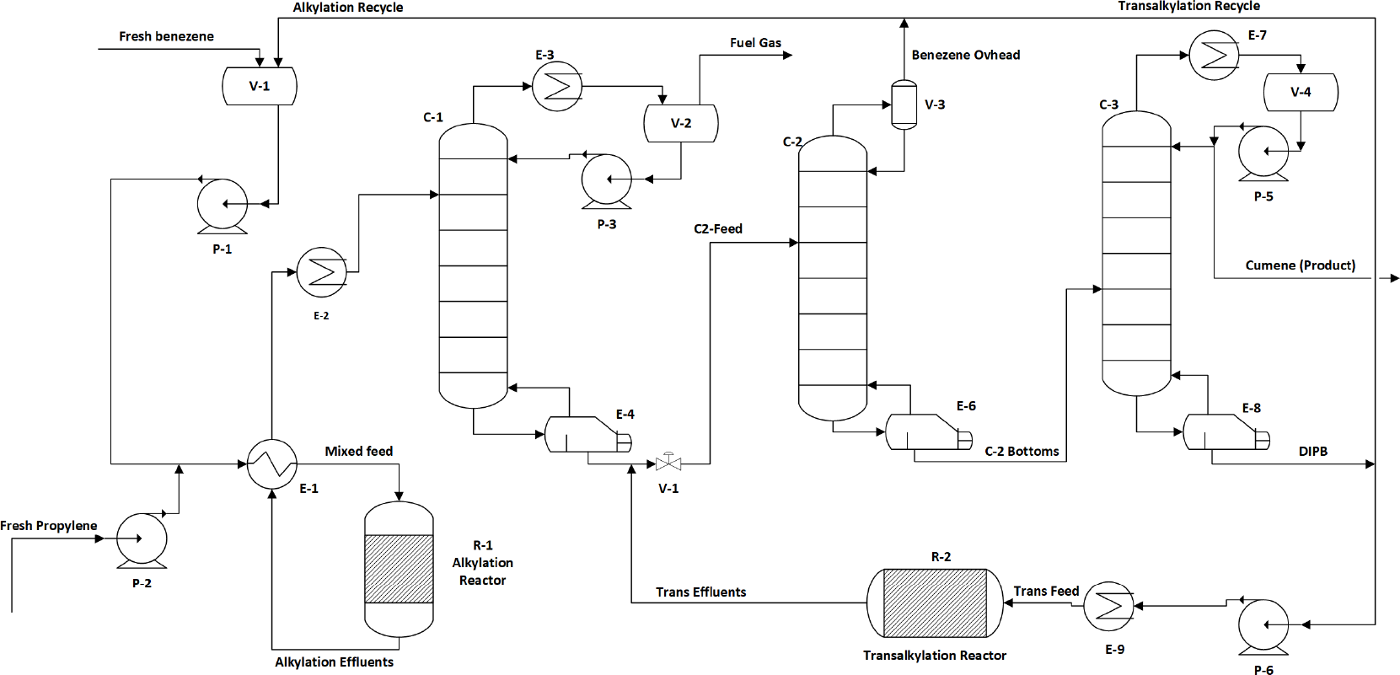 Alkylation Recycle
Transalkylation Recycle
Fresh benezene
Fuel Gas
E-7
E-3
Benezene Ovhead
V-1
V-2
V-3
V-4
C-1
C-2
C-3
P-1
P-3
P-5
C2-Feed
Cumene (Product)
E-2
E-4
E-6
E-8
Mixed feed
C-2 Bottoms
DIPB
E-1
V-1
Fresh Propylene
P-2
R-1
Alkylation
Reactor
R-2
Trans Effluents
Trans Feed
Alkylation Effluents
Transalkylation Reactor
E-9
P-6